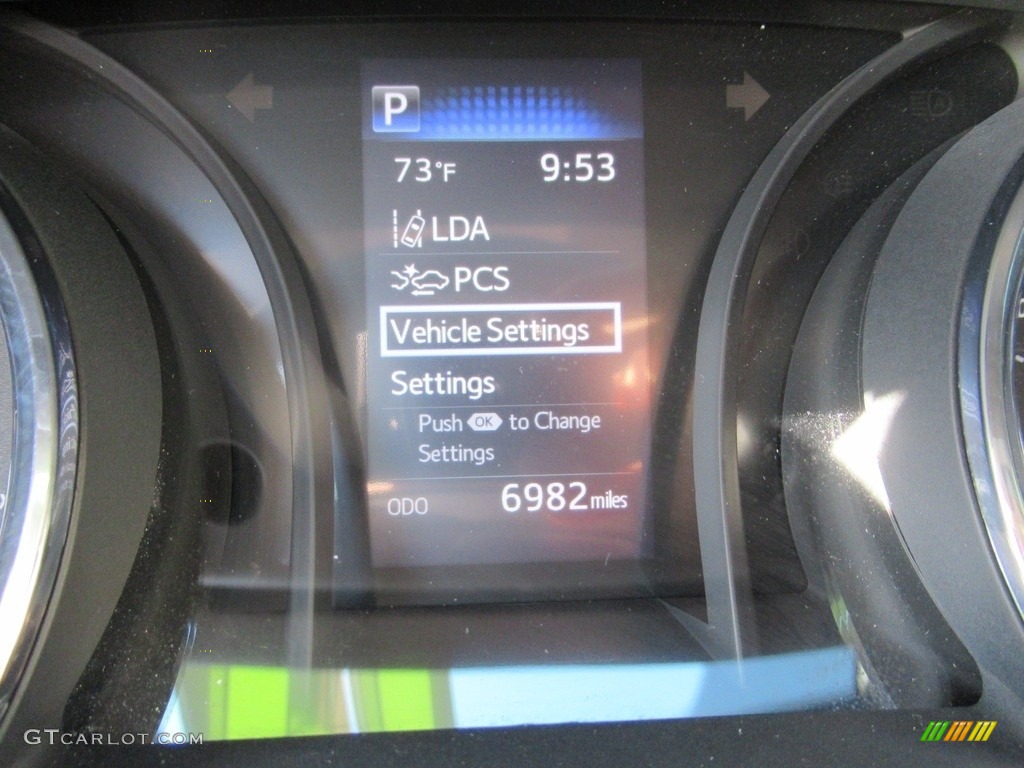 P
73°F 9:53
LDA
PCS
Vehicle Settings
Settings
Push OK to Change
Settings
ODO 6982 miles
GTCARLOT.COM